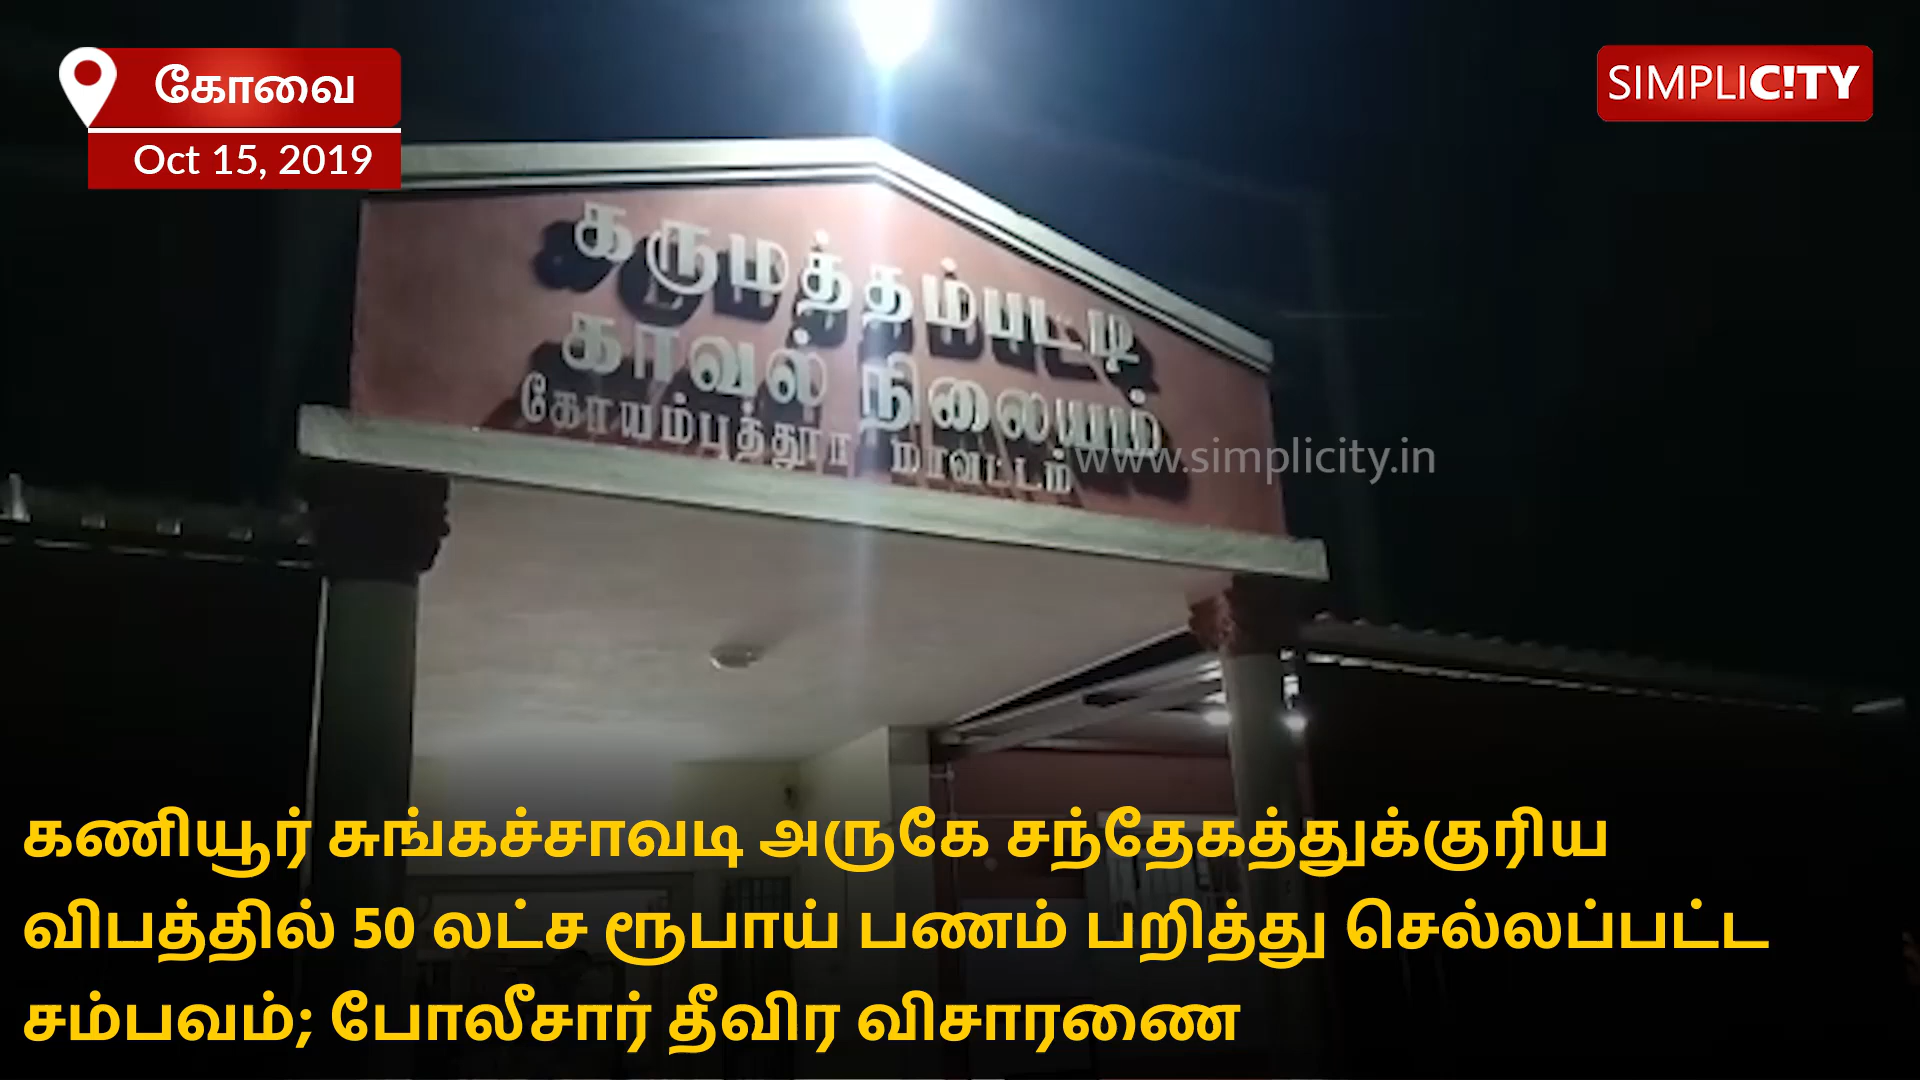 கோவை
Oct 15, 2019
SIMPLIC!TY
கருமத்தம்பட்டி
காவல் நிலையம்
கோயம்புத்தூர் மாவட்டம்
www.simplicity.in
கணியூர் சுங்கச்சாவடி அருகே சந்தேகத்துக்குரிய
விபத்தில் 50 லட்ச ரூபாய் பணம் பறித்து செல்லப்பட்ட
சம்பவம்; போலீசார் தீவிர விசாரணை